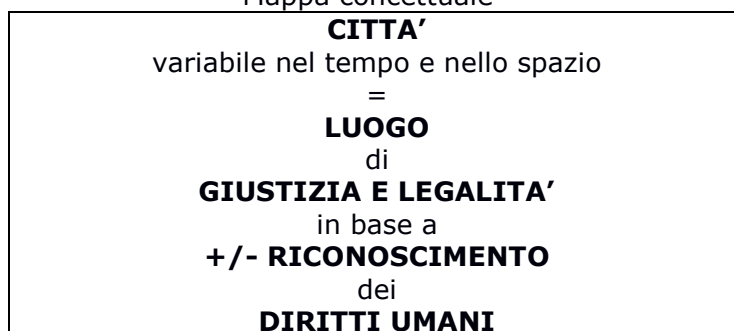 Mappa concettuale
CITTA’
variabile nel tempo e nello spazio
=
LUOGO
di
GIUSTIZIA E LEGALITA’
in base a
+/- RICONOSCIMENTO
dei
DIRITTI UMANI